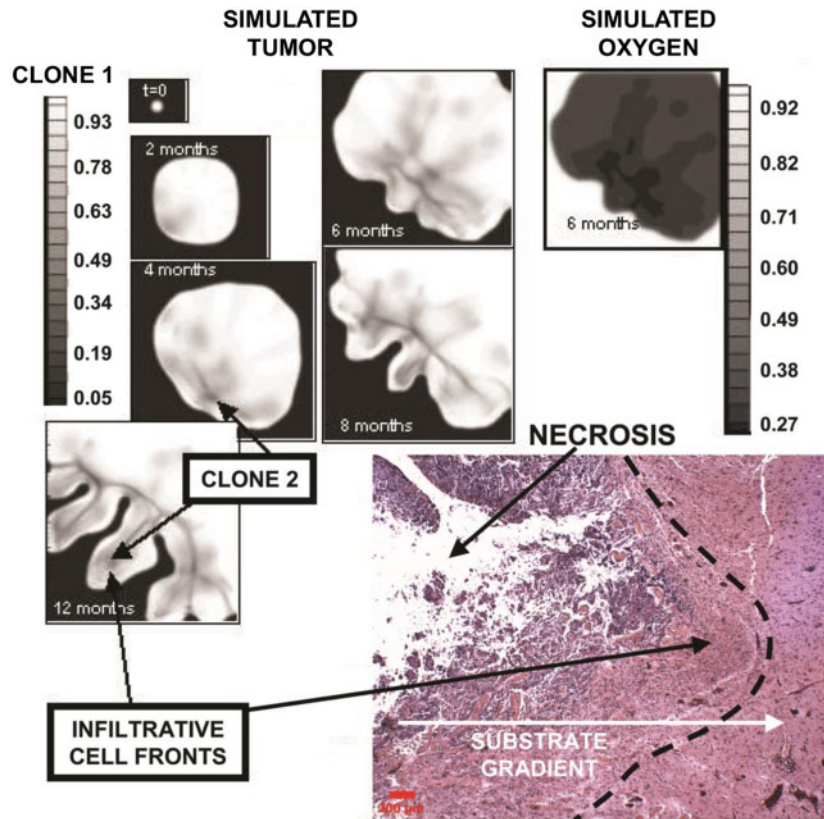 SIMULATED
TUMOR
SIMULATED
OXYGEN
CLONE 1
0.93
0.78
0.63
0.49
0.34
0.19
0.05
t=0
2 months
4 months
6 months
8 months
6 months
0.92
0.82
0.71
0.60
0.49
0.38
0.27
CLONE 2
12 months
NECROSIS
INFILTRATIVE
CELL FRONTS
SUBSTRATE
GRADIENT
200 µm